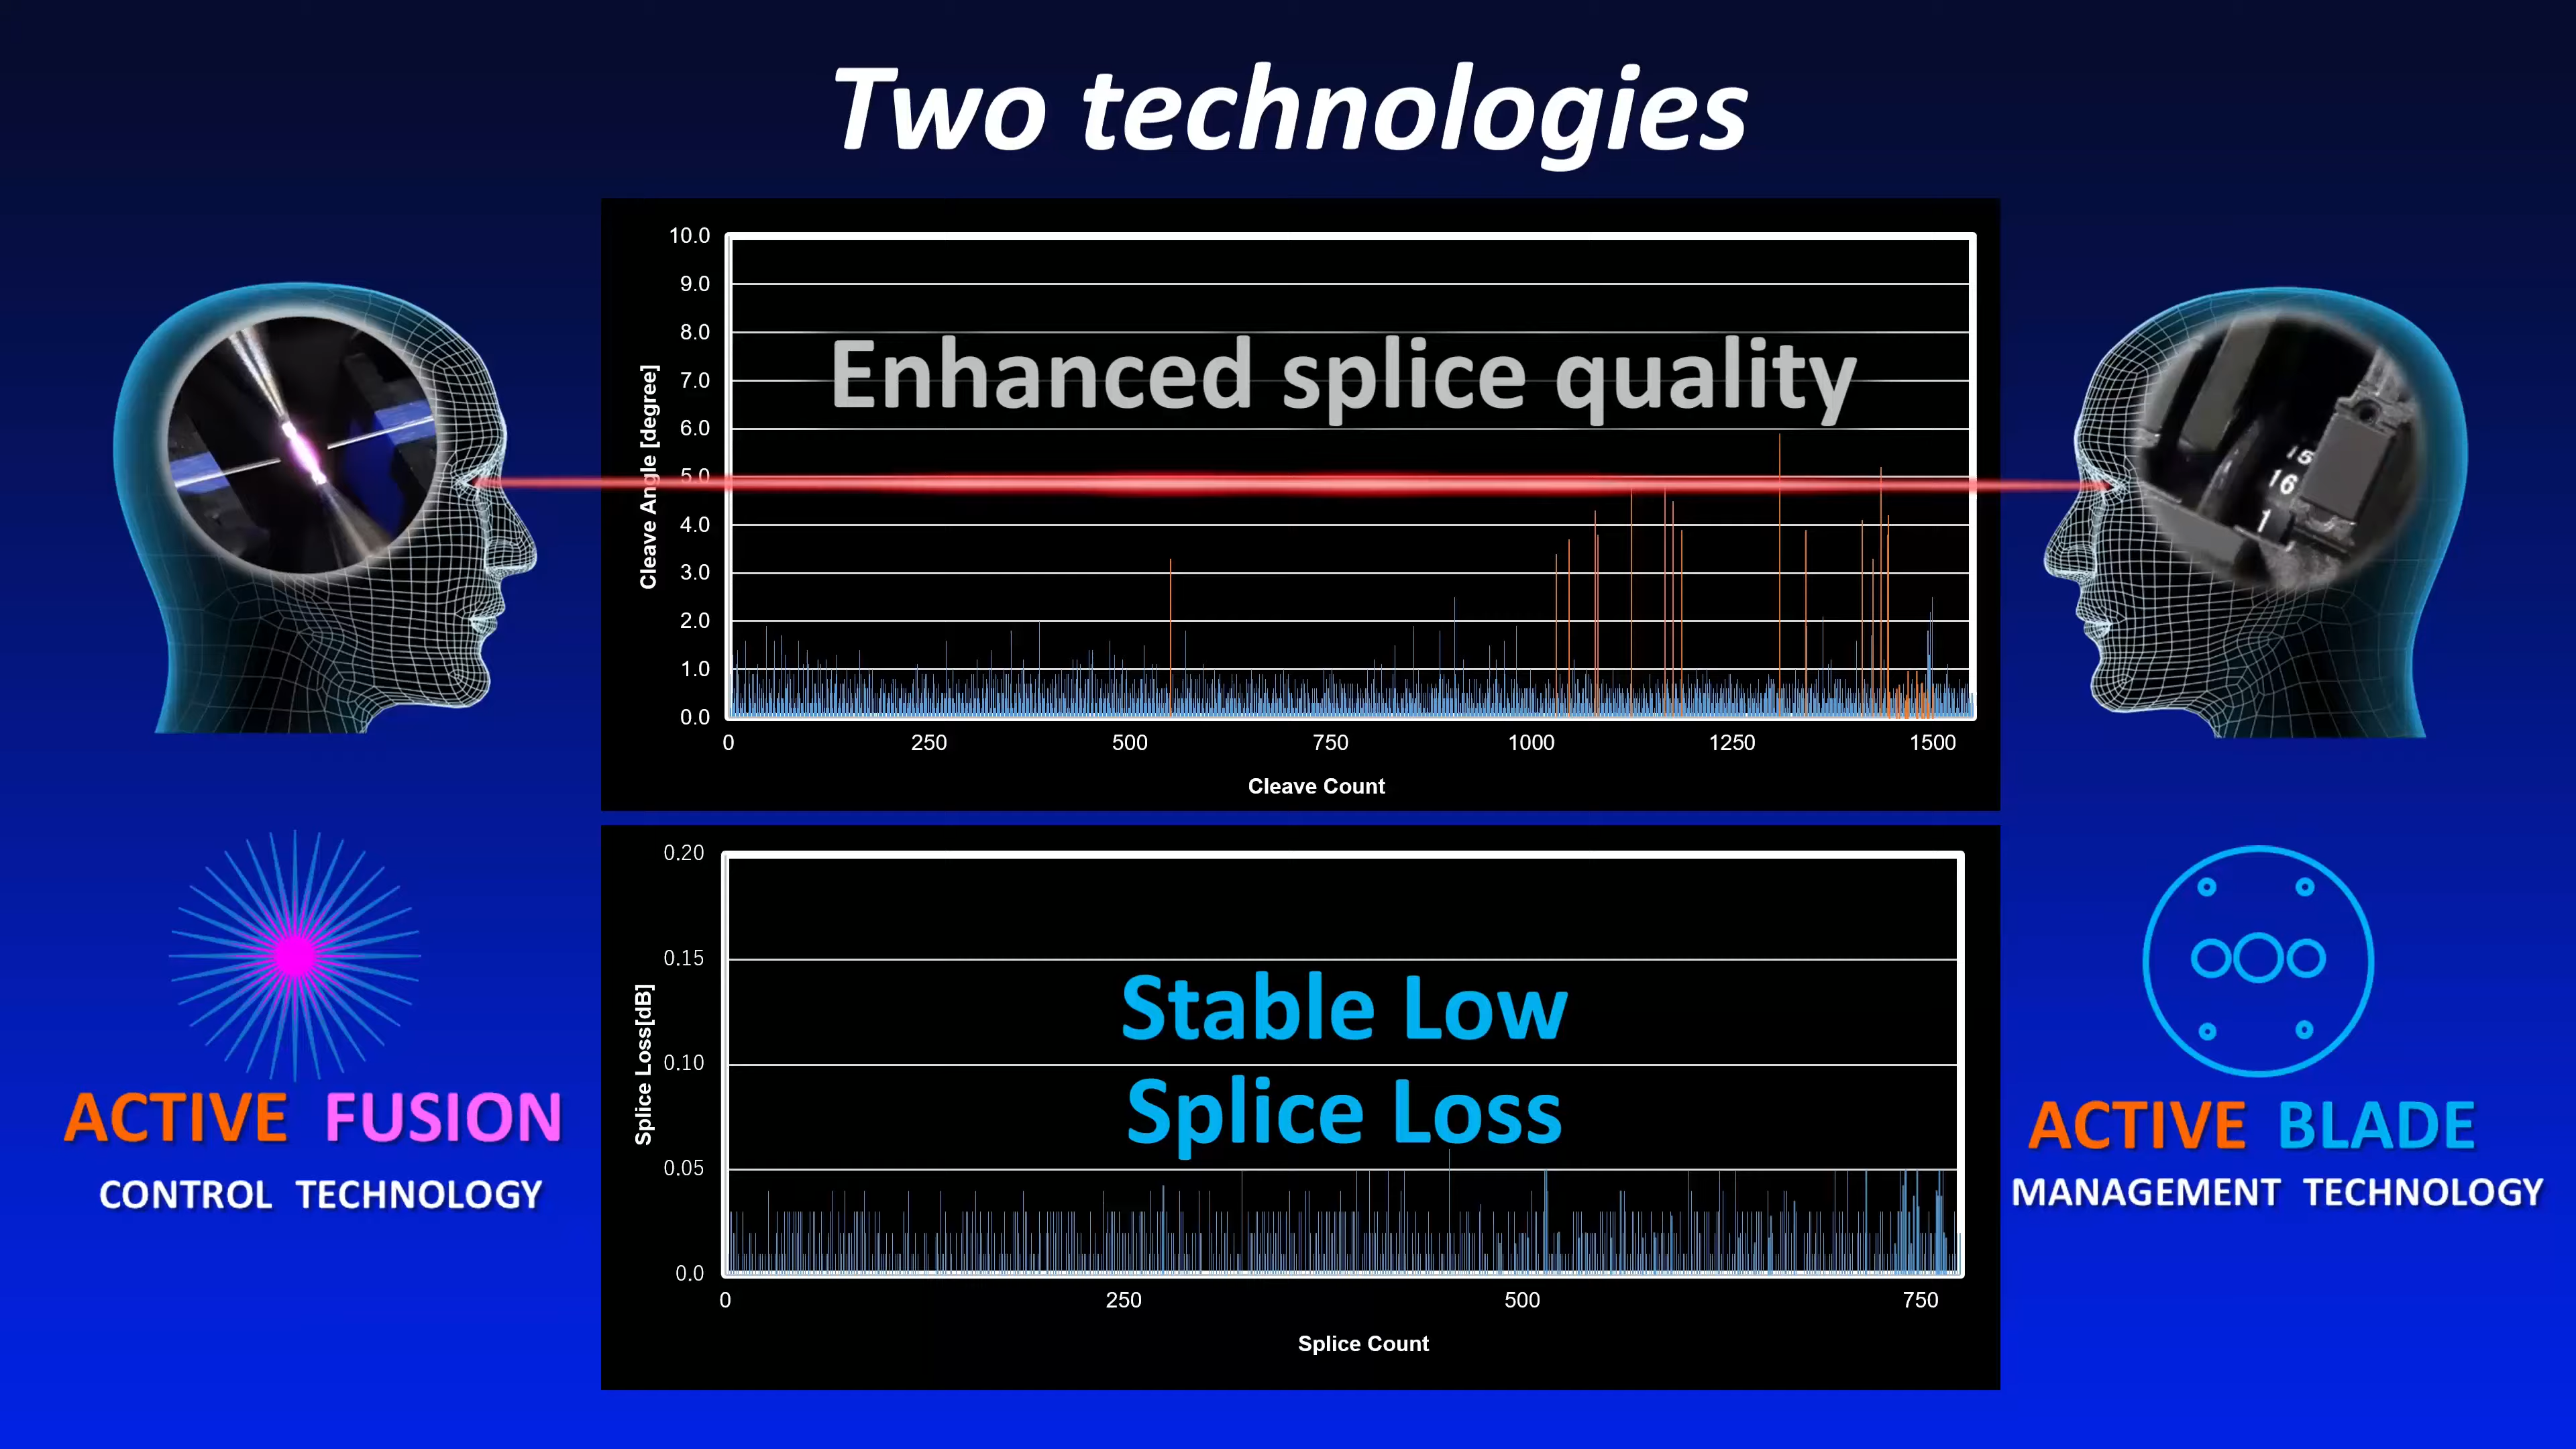 Two technologies
10.0
9.0
8.0
7.0
6.0
5.0
4.0
3.0
2.0
1.0
0.0
Cleave Angle [degree]
Enhanced splice quality
0 250 500 750 1000 1250 1500
Cleave Count
15
16
1
0.20
0.15
0.10
0.05
0.0
Splice Loss[dB]
Stable Low
Splice Loss
0 250 500 750
Splice Count
ACTIVE FUSION
CONTROL TECHNOLOGY
ACTIVE BLADE
MANAGEMENT TECHNOLOGY